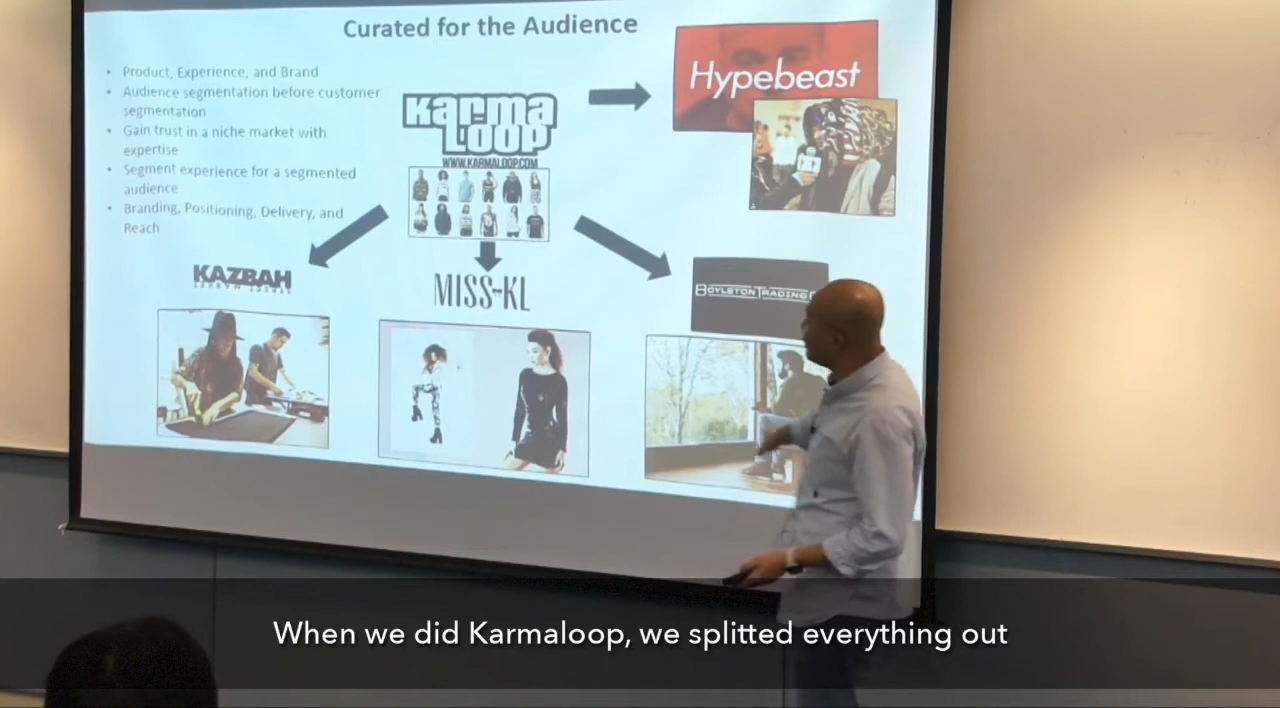 Curated for the Audience
• Product, Experience, and Brand
• Audience segmentation before customer
segmentation
• Gain trust in a niche market with
expertise
• Segment experience for a segmented
audience
• Branding, Positioning, Delivery, and
Reach
Karma
LOOP
WWW.KARMALOOP.COM
Hypebeast
KAZBAH
MISS-KL
BOYLSTON TRADING
When we did Karmaloop, we splitted everything out